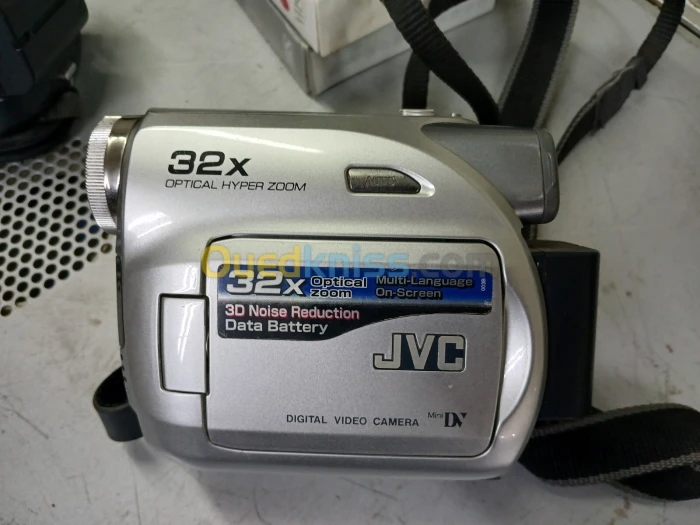 32x
OPTICAL HYPER ZOOM
AUTO
Ouedkniss.com
32x Optical zoom
Multi-Language
On-Screen
3D Noise Reduction
Data Battery
JVC
DIGITAL VIDEO CAMERA
Mini DV